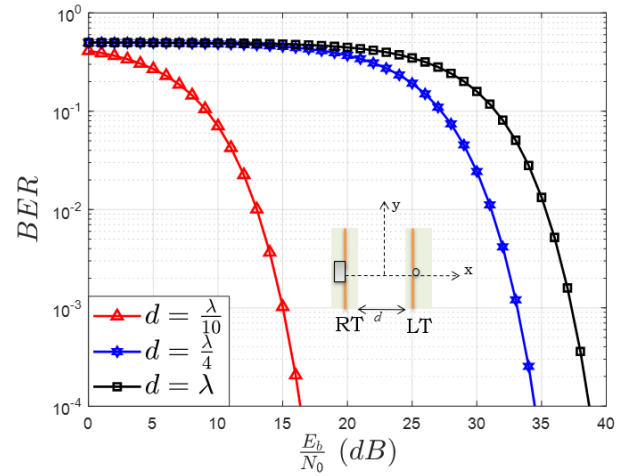 BER
10^0
10^-1
10^-2
10^-3
10^-4
y
x
d
RT LT
d = λ/10
d = λ/4
d = λ
0 5 10 15 20 25 30 35 40
E_b/N_0 (dB)